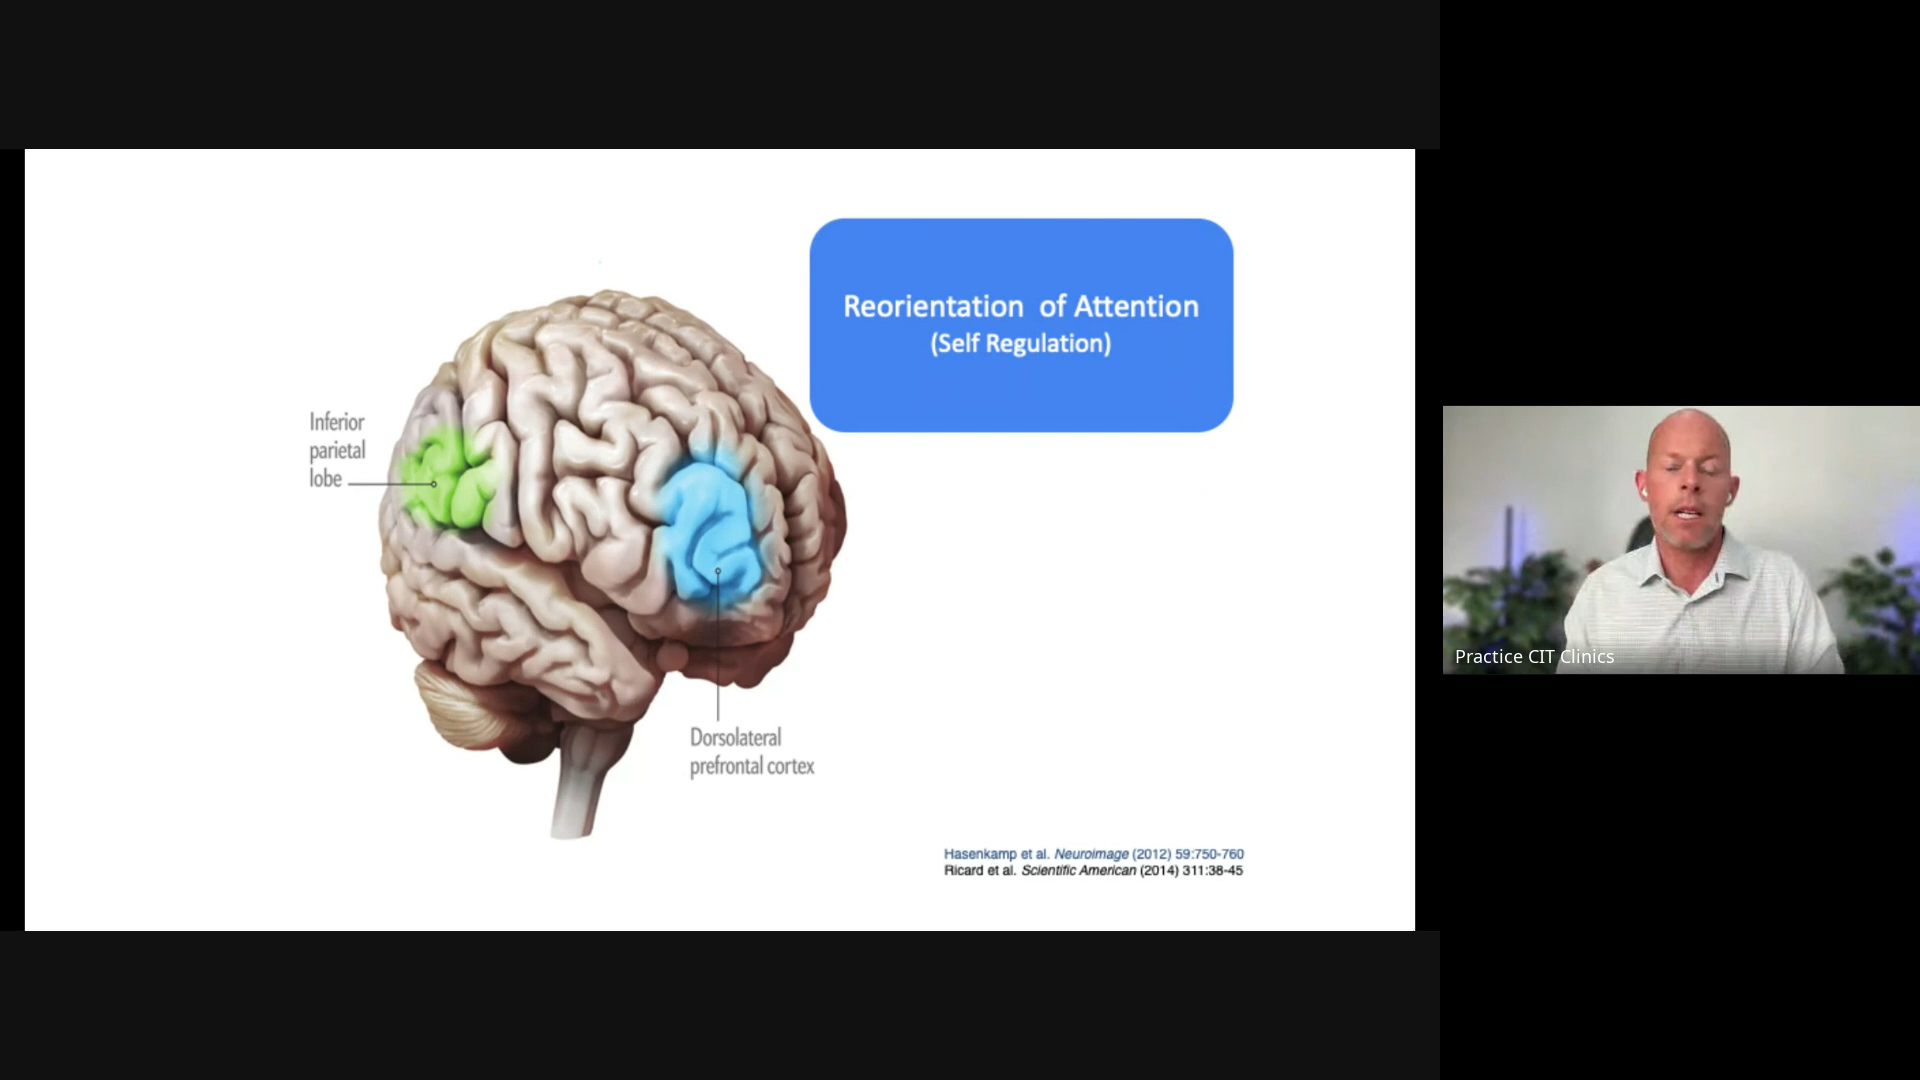 Reorientation of Attention
(Self Regulation)
Inferior
parietal
lobe
Dorsolateral
prefrontal cortex
Hasenkamp et al. Neuroimage (2012) 59:750-760
Ricard et al. Scientific American (2014) 311:38-45
Practice CIT Clinics